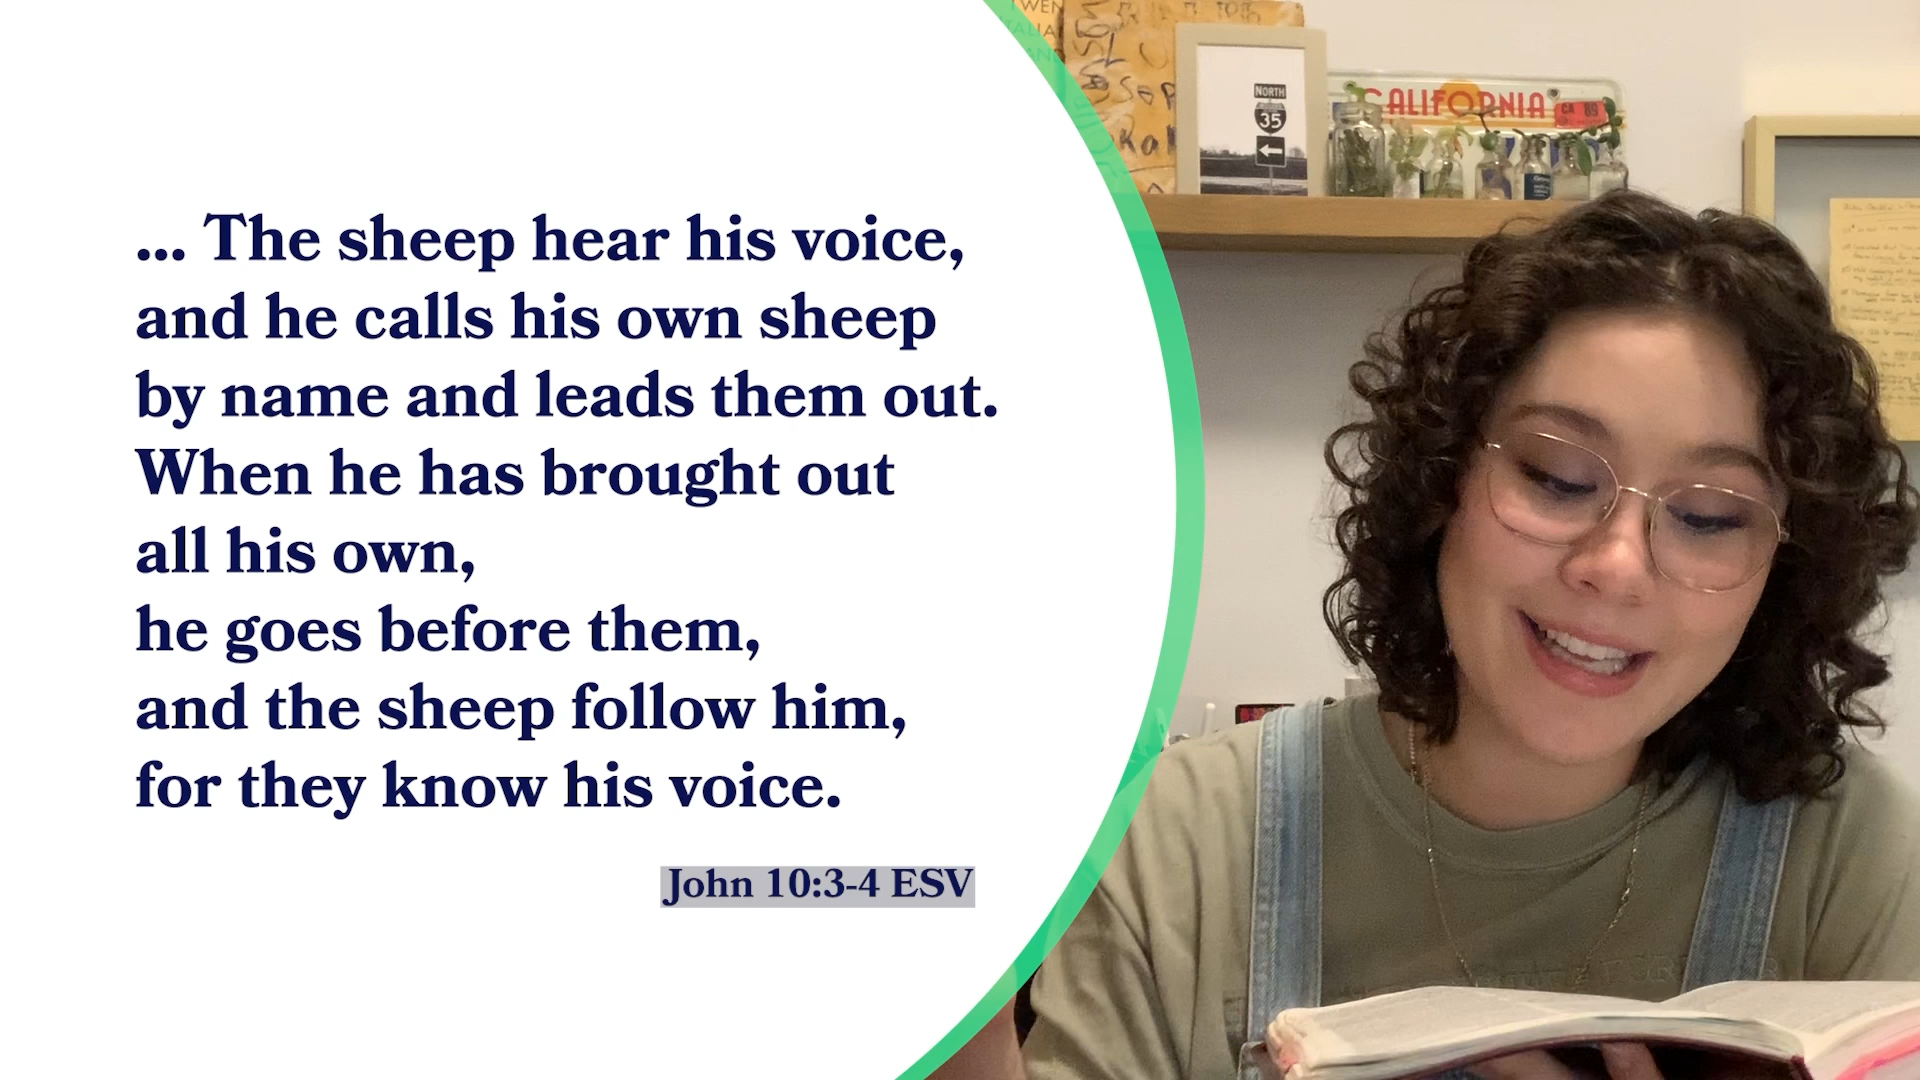 ... The sheep hear his voice,
and he calls his own sheep
by name and leads them out.
When he has brought out
all his own,
he goes before them,
and the sheep follow him,
for they know his voice.
John 10:3-4 ESV
NORTH
35
CALIFORNIA
CA 89